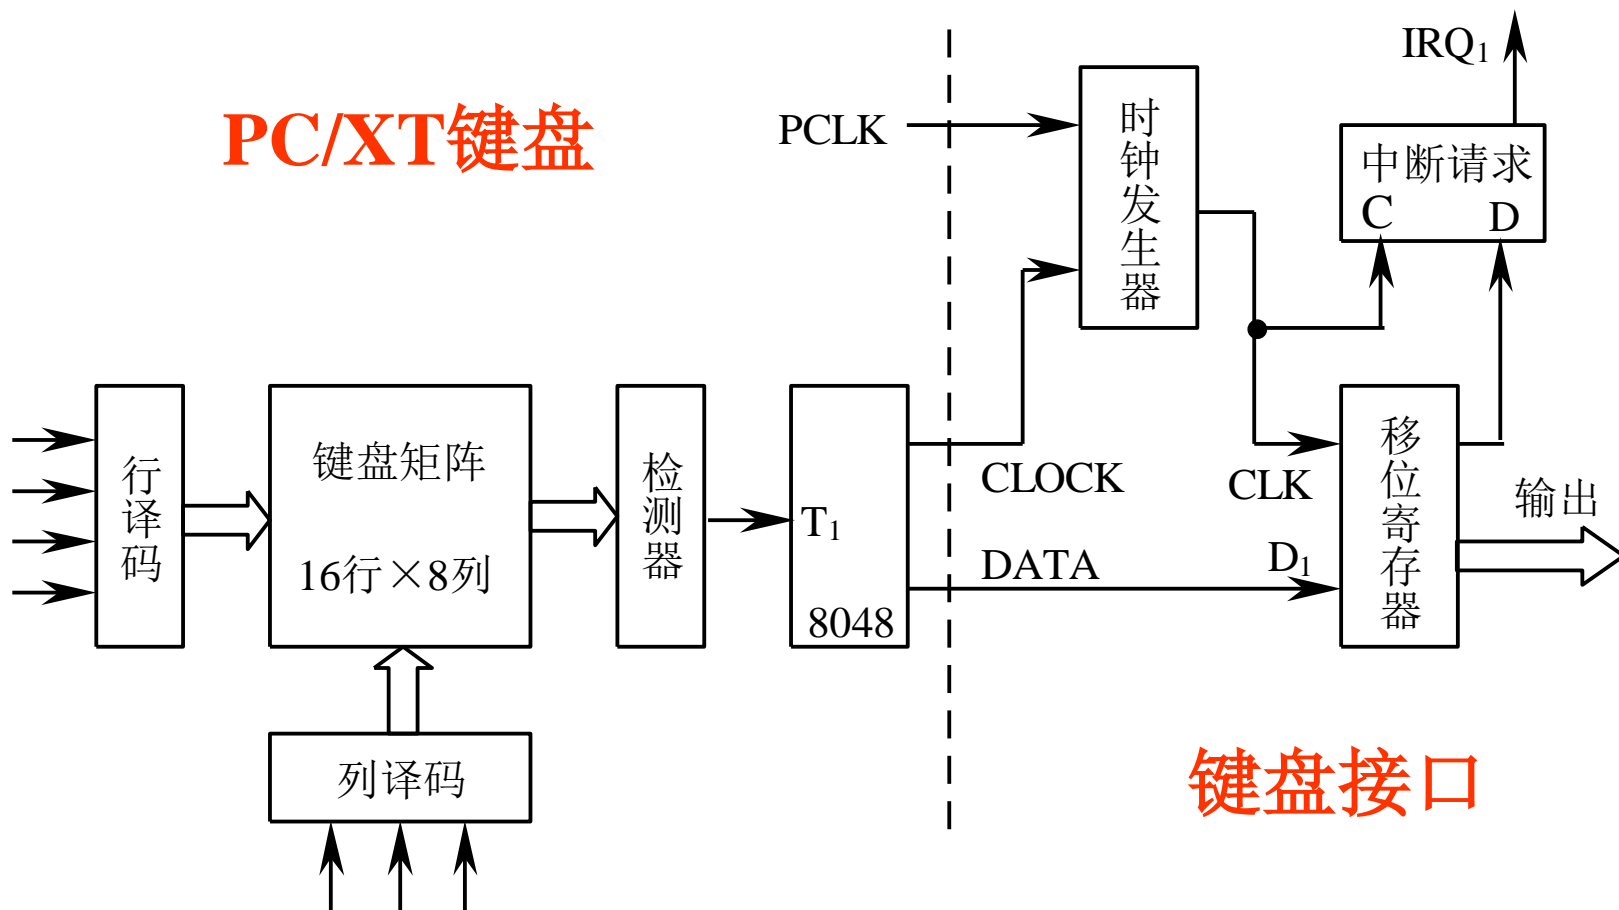 PC/XT键盘
PCLK
时钟发生器
IRQ₁
中断请求
C D
行译码
键盘矩阵
16行×8列
检测器
T₁
8048
CLOCK
DATA
CLK
D₁
移位寄存器
输出
列译码
键盘接口